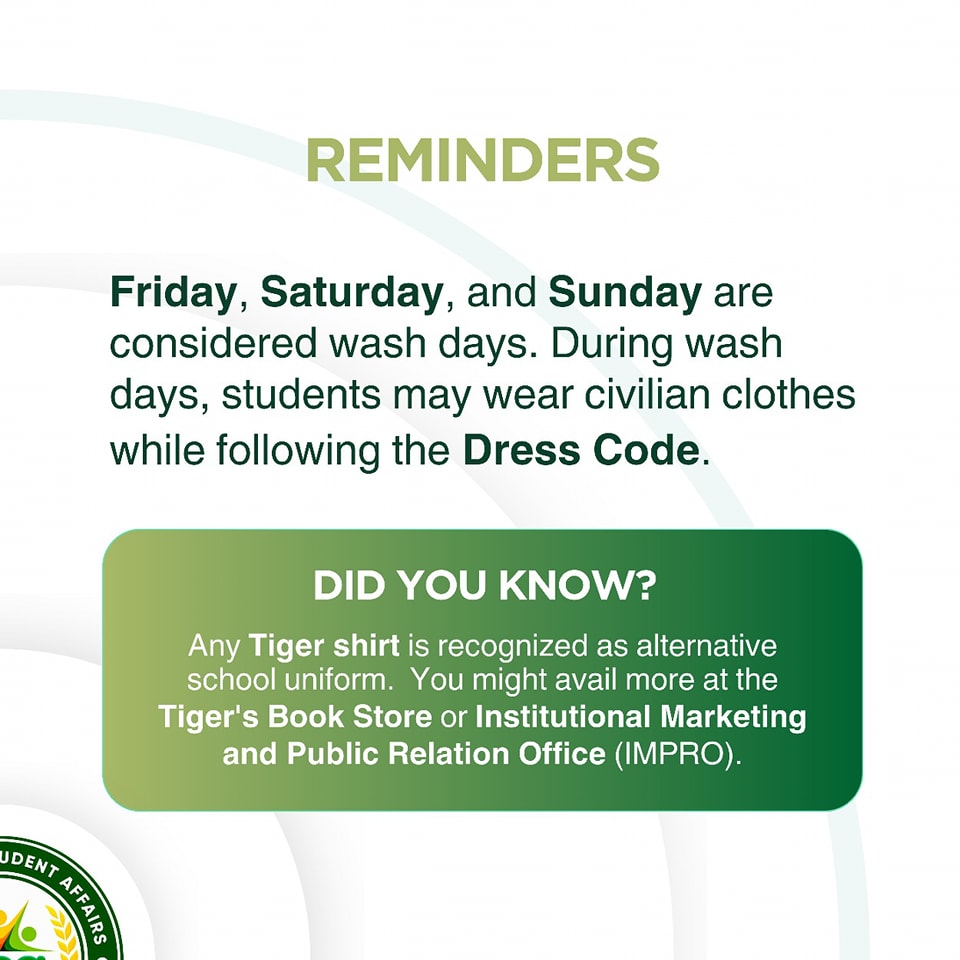 REMINDERS
Friday, Saturday, and Sunday are
considered wash days. During wash
days, students may wear civilian clothes
while following the Dress Code.
DID YOU KNOW?
Any Tiger shirt is recognized as alternative
school uniform. You might avail more at the
Tiger's Book Store or Institutional Marketing
and Public Relation Office (IMPRO).
STUDENT AFFAIRS